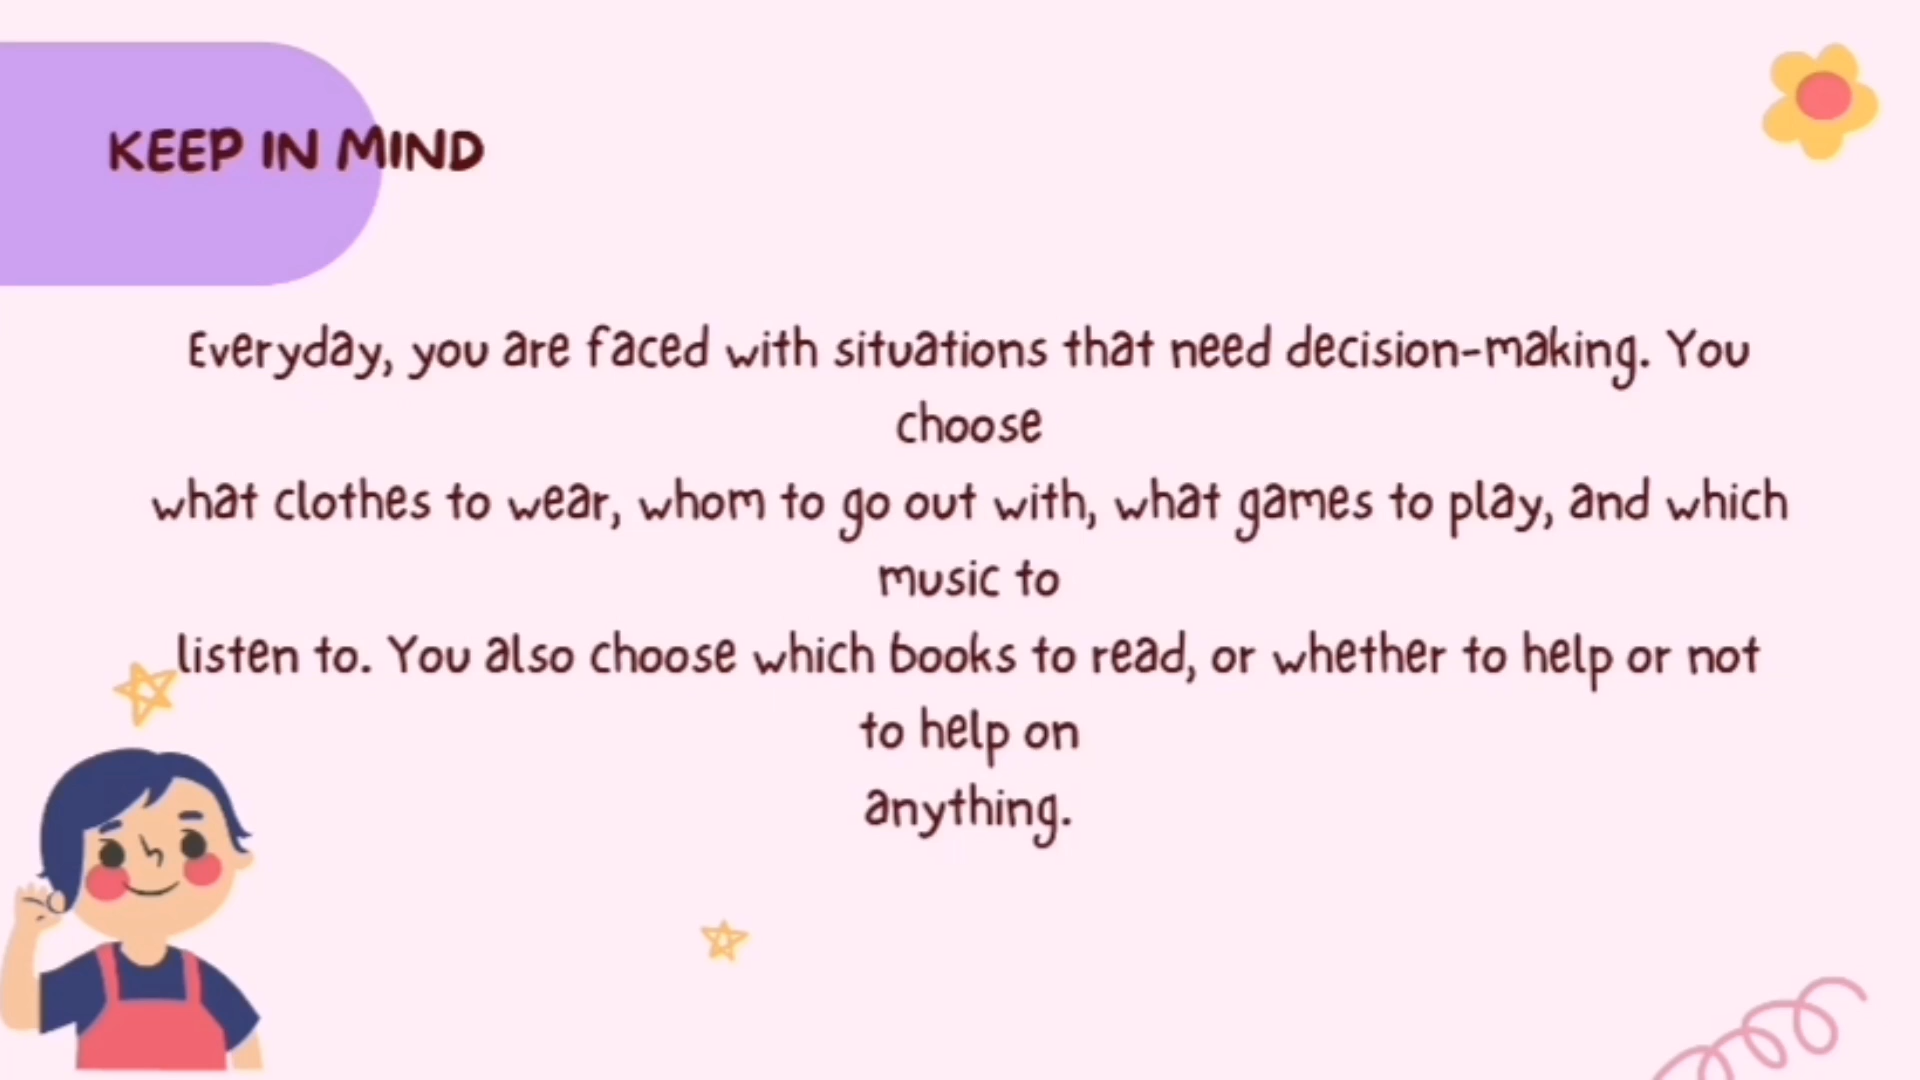 KEEP IN MIND
Everyday, you are faced with situations that need decision-making. You
choose
what clothes to wear, whom to go out with, what games to play, and which
music to
listen to. You also choose which books to read, or whether to help or not
to help on
anything.